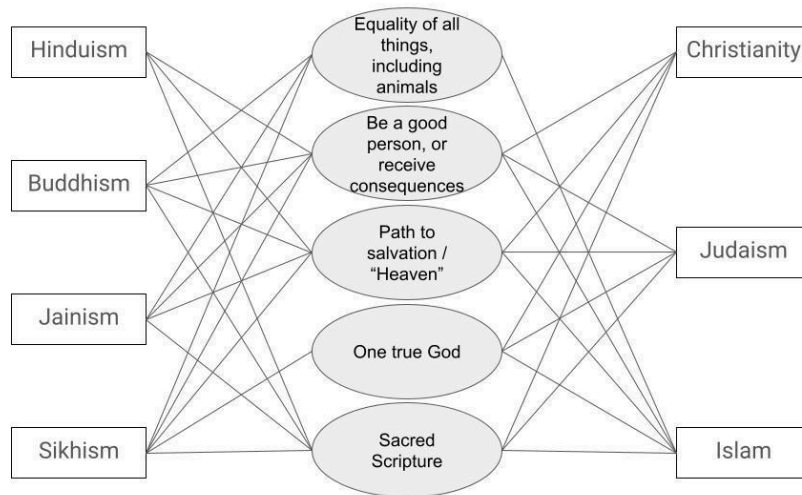 Hinduism
Buddhism
Jainism
Sikhism
Equality of all
things,
including
animals
Be a good
person, or
receive
consequences
Path to
salvation /
“Heaven”
One true God
Sacred
Scripture
Christianity
Judaism
Islam